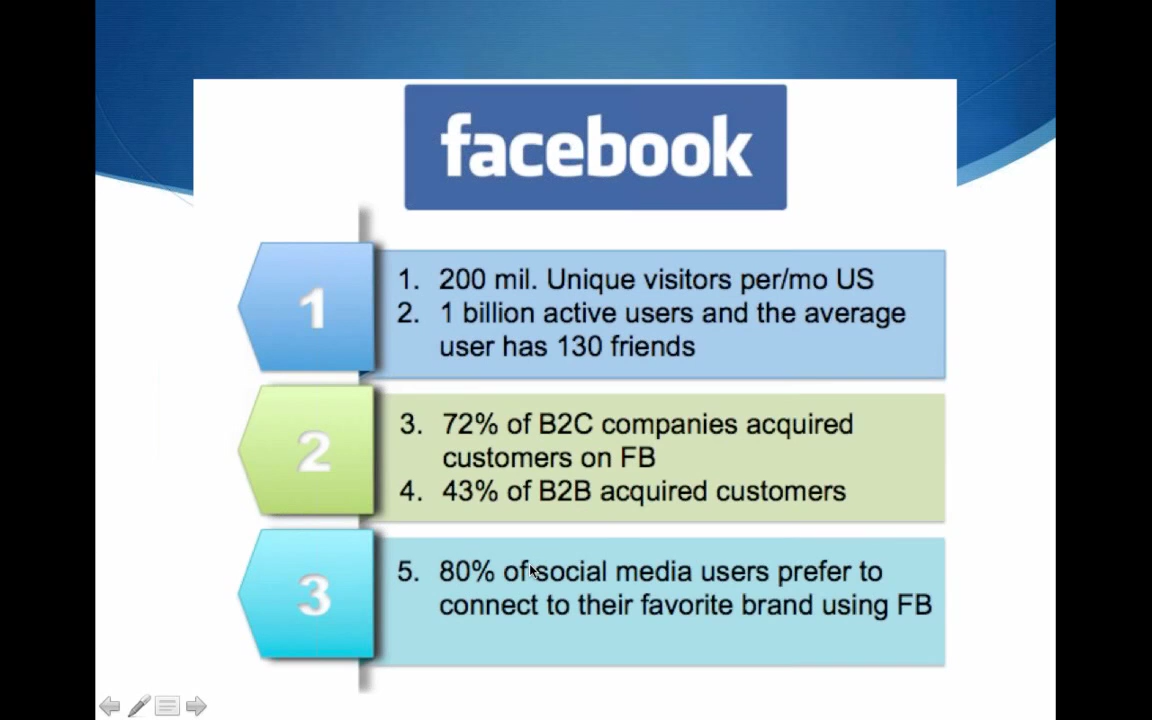 facebook
1
1. 200 mil. Unique visitors per/mo US
2. 1 billion active users and the average
user has 130 friends
2
3. 72% of B2C companies acquired
customers on FB
4. 43% of B2B acquired customers
3
5. 80% of social media users prefer to
connect to their favorite brand using FB